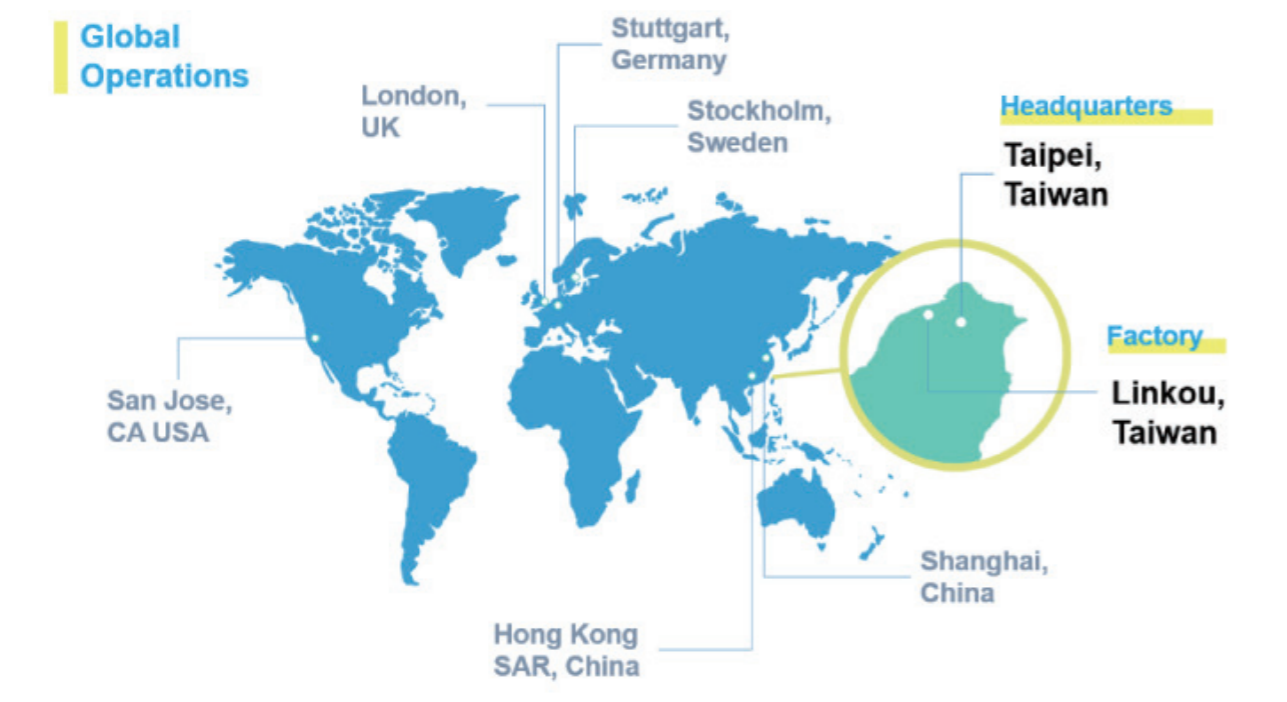 Global
Operations
Stuttgart,
Germany
London,
UK
Stockholm,
Sweden
Headquarters
Taipei,
Taiwan
Factory
Linkou,
Taiwan
San Jose,
CA USA
Shanghai,
China
Hong Kong
SAR, China